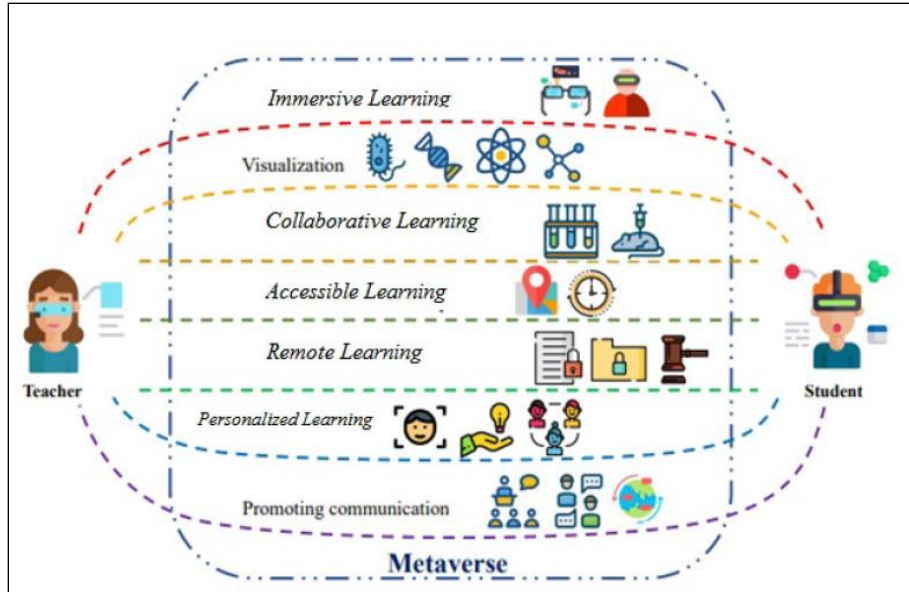 Immersive Learning
Visualization
Collaborative Learning
Accessible Learning
Remote Learning
Teacher
Student
Personalized Learning
Promoting communication
Metaverse